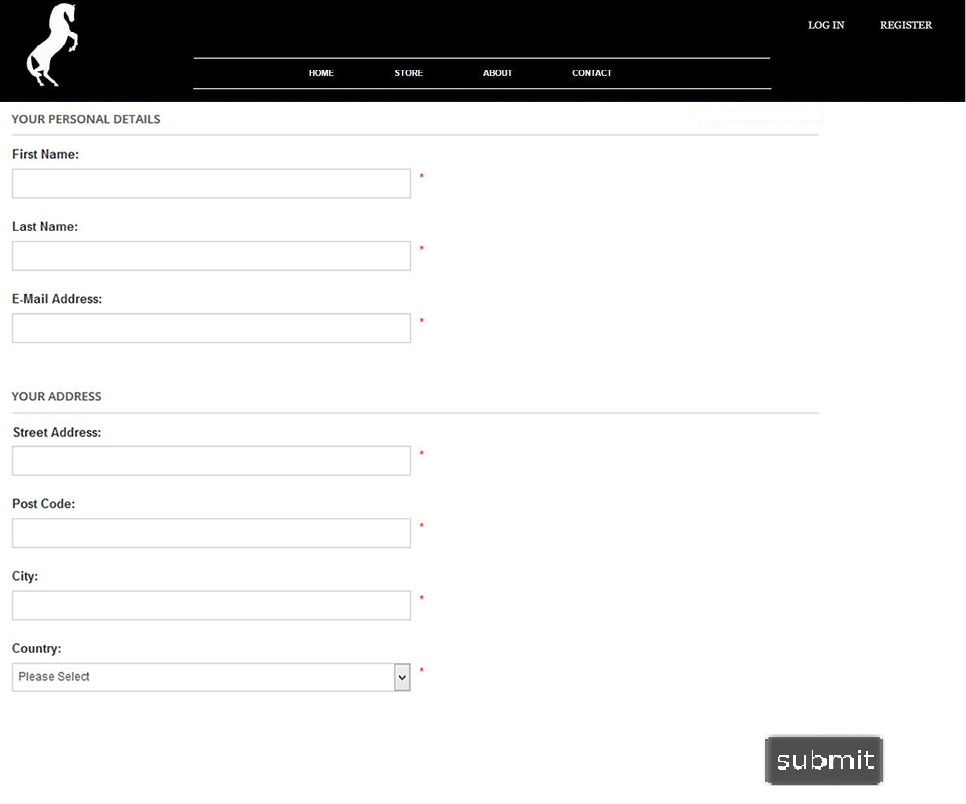 LOG IN REGISTER
HOME STORE ABOUT CONTACT
YOUR PERSONAL DETAILS
First Name:
*
Last Name:
*
E-Mail Address:
*
YOUR ADDRESS
Street Address:
*
Post Code:
*
City:
*
Country:
Please Select *
submit